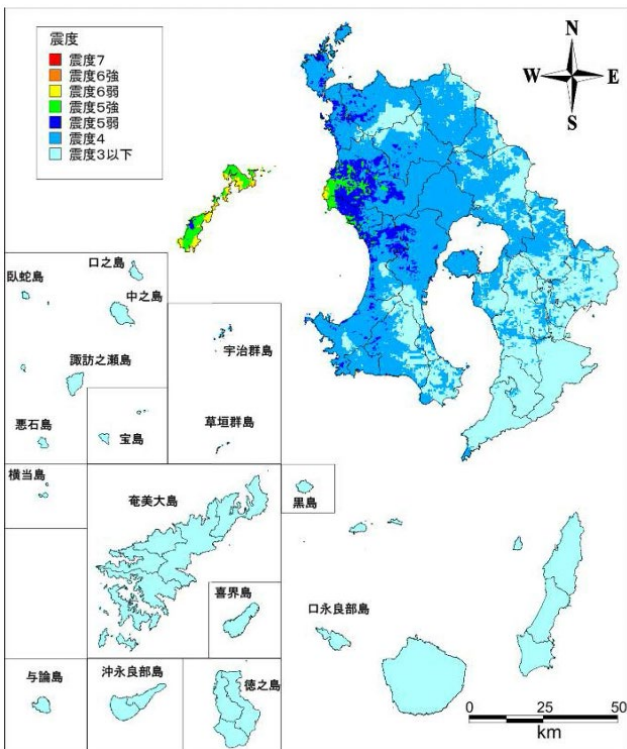 震度
震度7
震度6強
震度6弱
震度5強
震度5弱
震度4
震度3以下
N
W E
S
口之島
臥蛇島
中之島
諏訪之瀬島
宇治群島
悪石島
宝島
草垣群島
横当島
奄美大島
黒島
喜界島
口永良部島
与論島
沖永良部島
徳之島
0 25 50
km